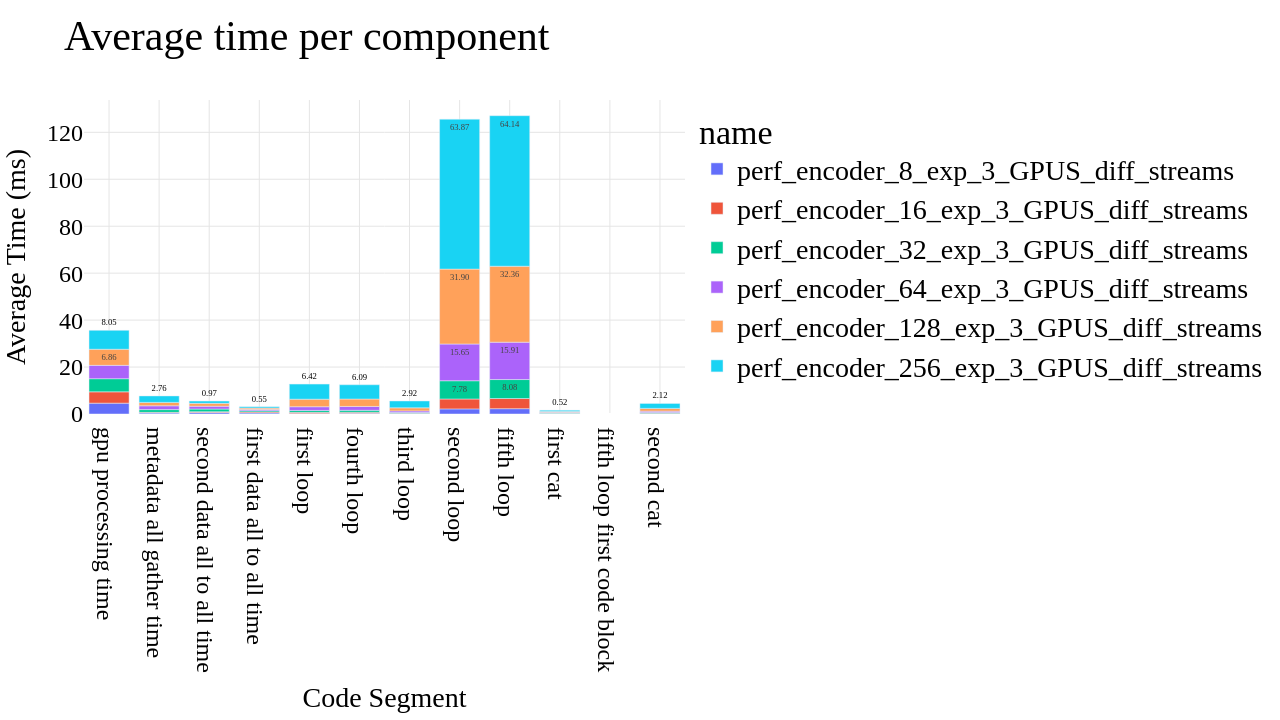 Average time per component
Average Time (ms)
120
100
80
60
40
20
0
8.05
6.86
2.76
0.97
0.55
6.42
6.09
2.92
63.87
31.90
15.65
7.78
64.14
32.36
15.91
8.08
0.52
2.12
gpu processing time
metadata all gather time
second data all to all time
first data all to all time
first loop
fourth loop
third loop
second loop
fifth loop
first cat
fifth loop first code block
second cat
Code Segment
name
perf_encoder_8_exp_3_GPUS_diff_streams
perf_encoder_16_exp_3_GPUS_diff_streams
perf_encoder_32_exp_3_GPUS_diff_streams
perf_encoder_64_exp_3_GPUS_diff_streams
perf_encoder_128_exp_3_GPUS_diff_streams
perf_encoder_256_exp_3_GPUS_diff_streams